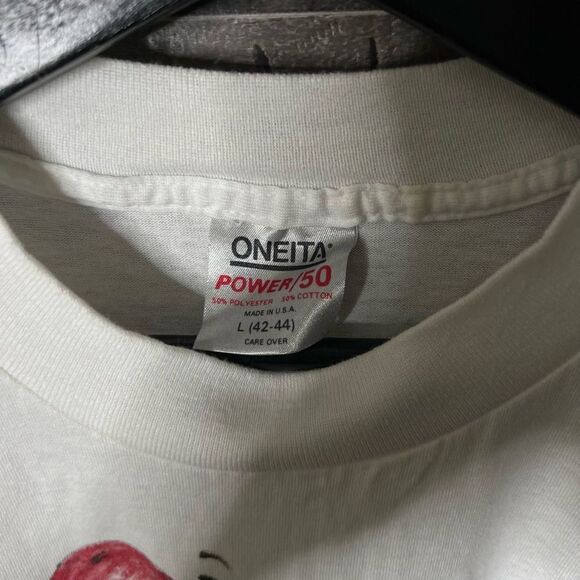 ONEITA®
POWER/50
50% POLYESTER 50% COTTON
MADE IN U.S.A.
L (42-44)
CARE OVER